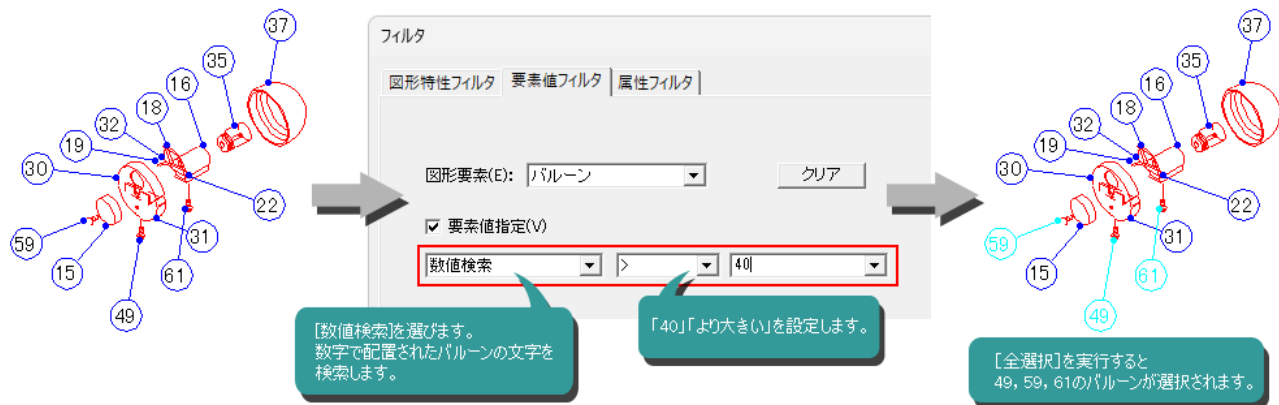 37
35
16
18
32
19
30
22
31
59
15
61
49
フィルタ
図形特性フィルタ 要素値フィルタ 属性フィルタ
図形要素(E): バルーン クリア
要素値指定(V)
数値検索 > 40
[数値検索]を選びます。
数字で配置されたバルーンの文字を
検索します。
「40」「より大きい」を設定します。
37
35
16
18
32
19
30
22
31
59
15
61
49
[全選択]を実行すると
49, 59, 61のバルーンが選択されます。